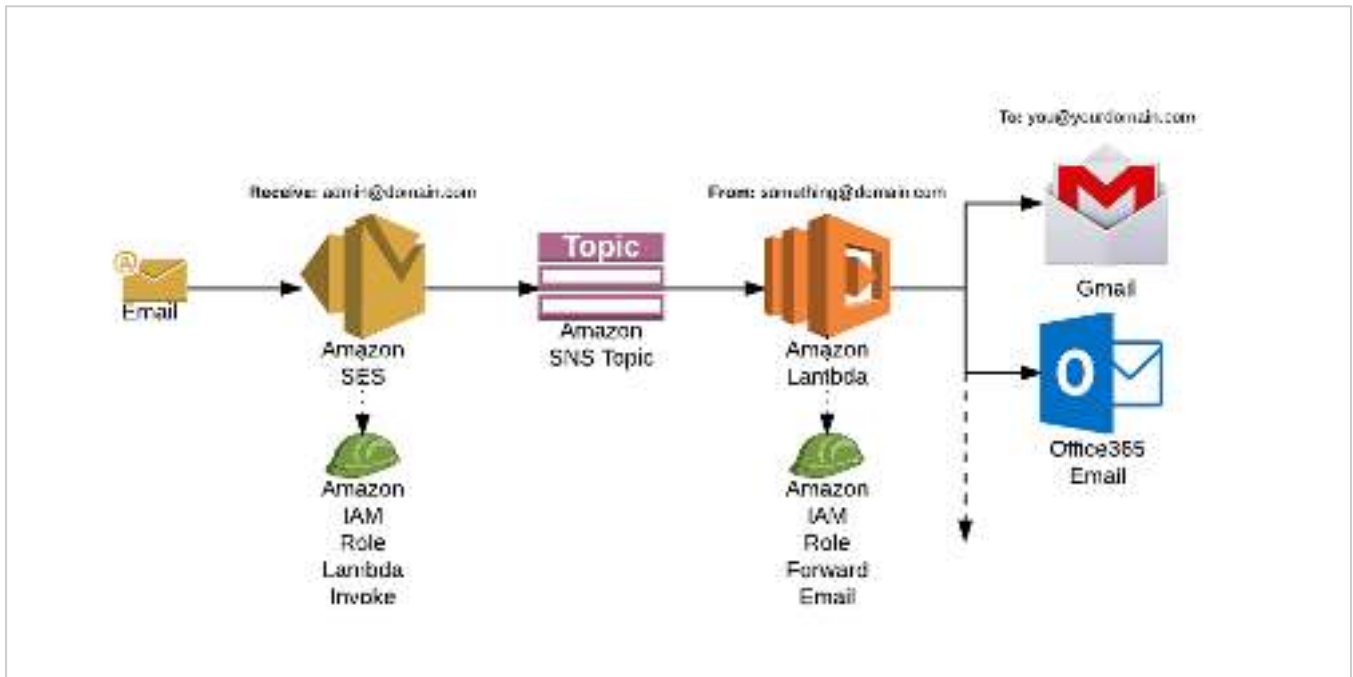 To: you@yourdomain.com
Receive: admin@domain.com
From: something@domain.com
Topic
Email
Amazon
SES
Amazon
SNS Topic
Amazon
Lambda
Gmail
Office365
Email
Amazon
IAM
Role
Lambda
Invoke
Amazon
IAM
Role
Forward
Email